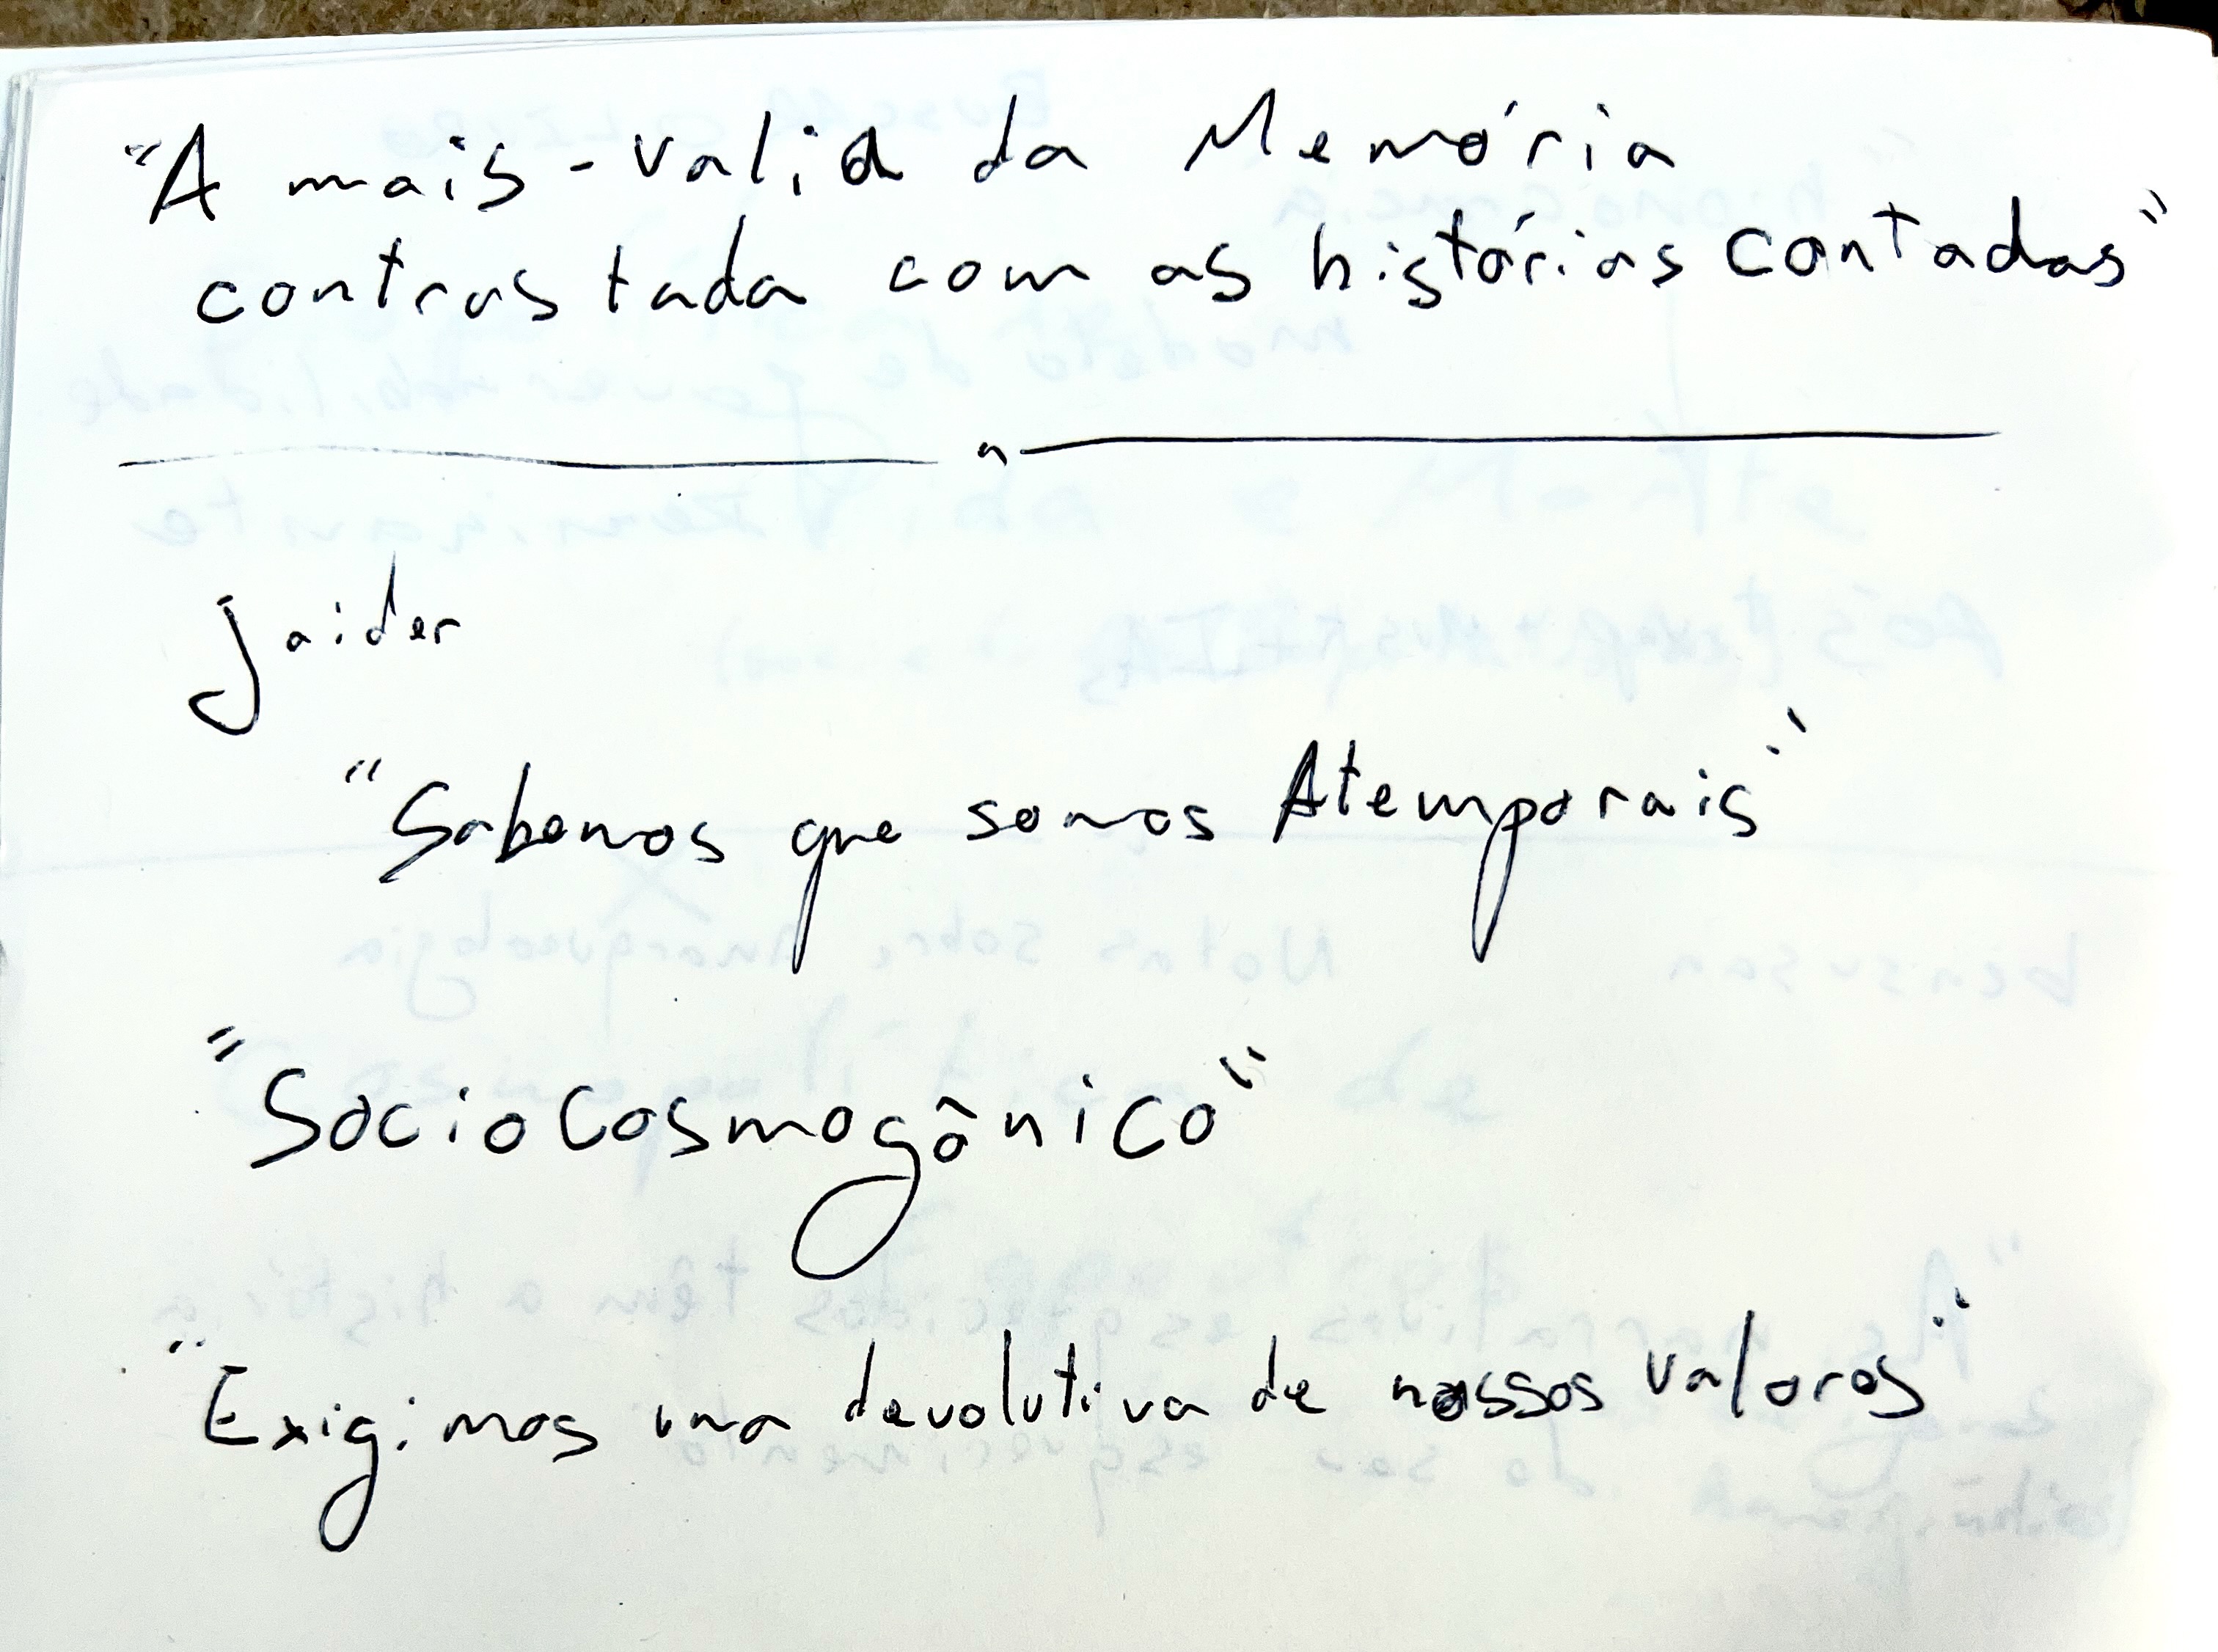 "A mais-valia da Memória
contrastada com as histórias contadas"
Jaider
"Sabemos que somos Atemporais"
"SocioCosmogônico"
"Exigimos uma devolutiva de nossos valores"